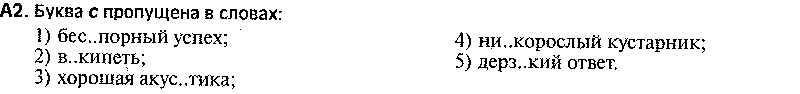 А2. Буква с пропущена в словах:
1) бес..порный успех;
2) в..кипеть;
3) хорошая акус..тика;
4) ни..корослый кустарник;
5) дерз..кий ответ.